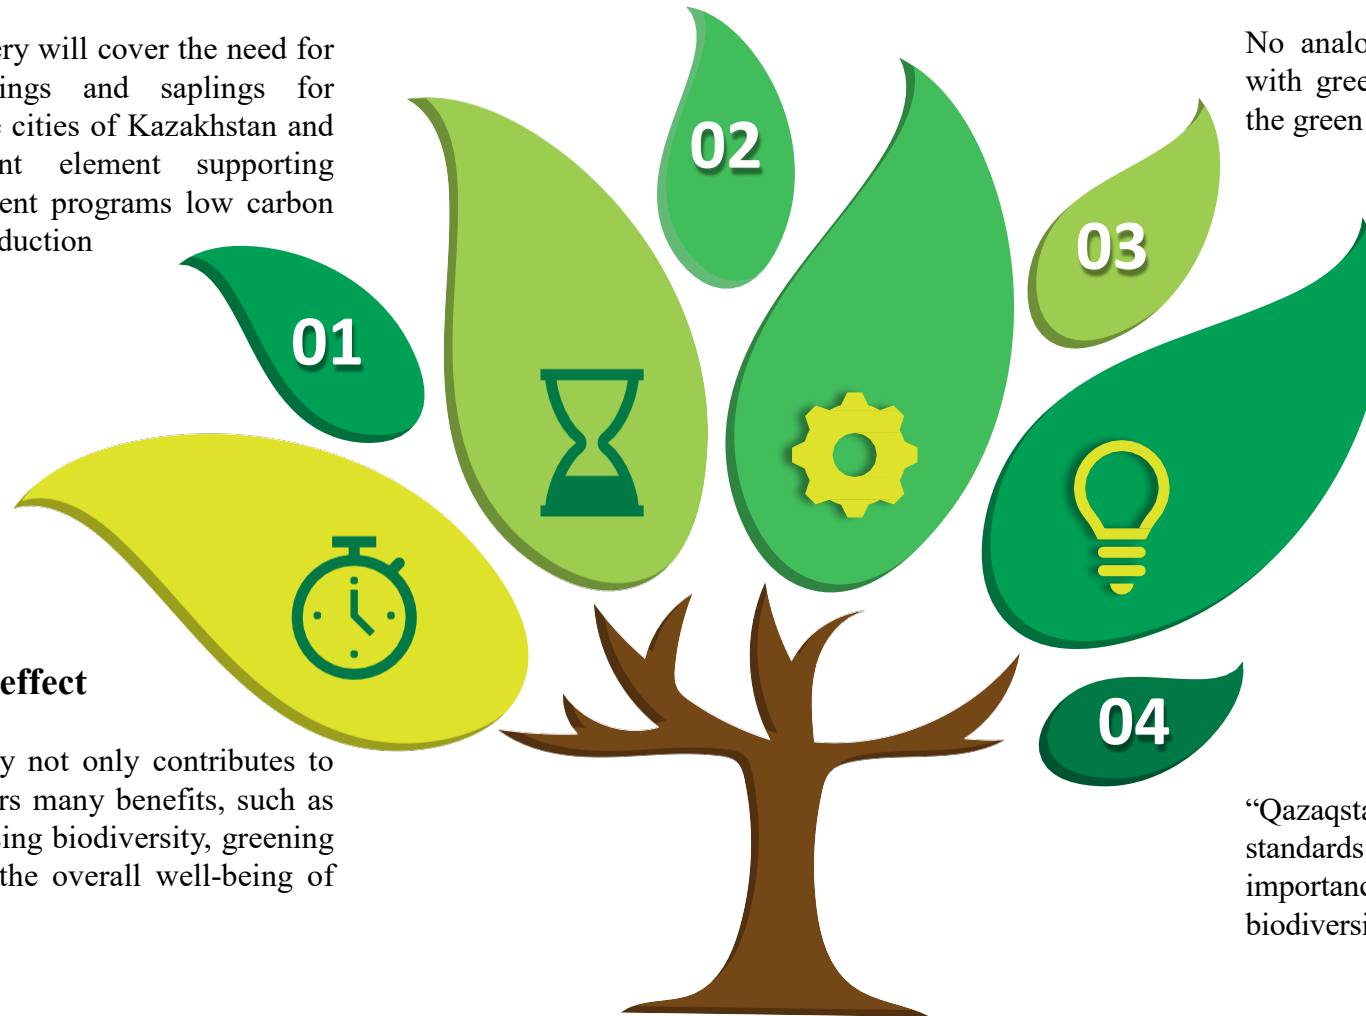 ery will cover the need for
ings and saplings for
e cities of Kazakhstan and
nt element supporting
ent programs low carbon
duction
01
effect
y not only contributes to
rs many benefits, such as
sing biodiversity, greening
the overall well-being of
02
03
04
No analo
with gree
the green
“Qazaqsta
standards
importanc
biodiversi